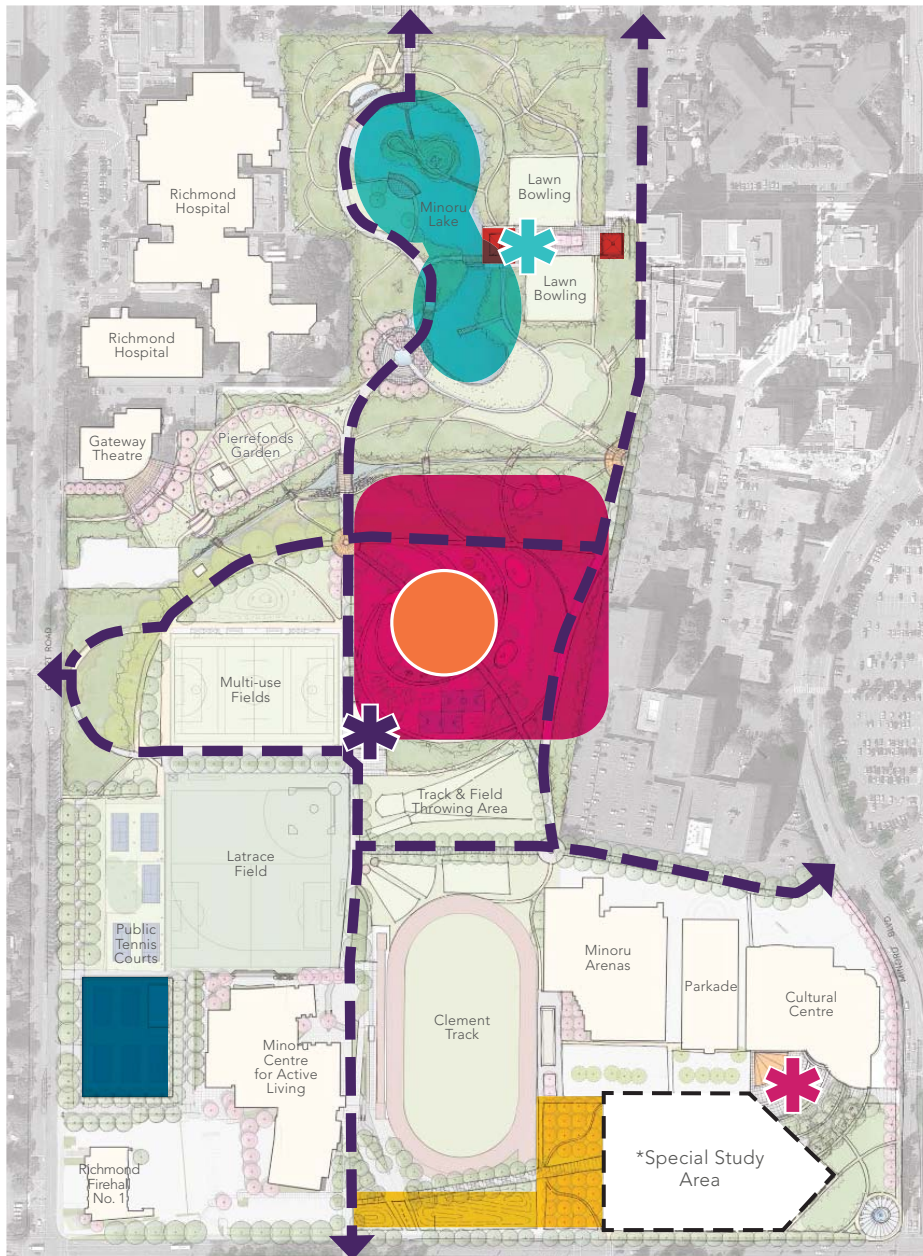 Lawn
Bowling
Richmond
Hospital
Minoru
Lake
Lawn
Bowling
Richmond
Hospital
Gateway
Theatre
Pierrefonds
Garden
Multi-use
Fields
Track & Field
Throwing Area
Latrace
Field
MINORU BLVD
Public
Tennis
Courts
Minoru
Arenas
Parkade
Cultural
Centre
Clement
Track
Minoru
Centre
for Active
Living
*Special Study
Area
Richmond
Firehall
No. 1